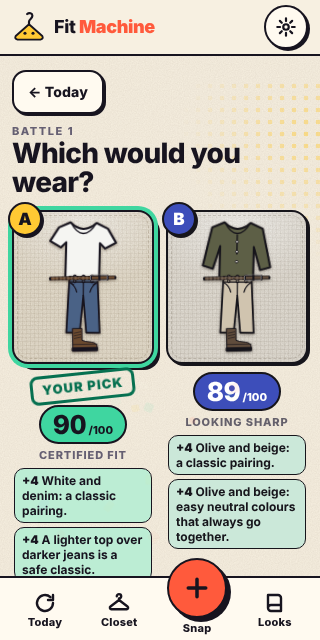 Fit Machine
← Today
BATTLE 1
Which would you
wear?
A
B
YOUR PICK
90/100
CERTIFIED FIT
+4 White and
denim: a classic
pairing.
+4 A lighter top over
darker jeans is a
safe classic.
89/100
LOOKING SHARP
+4 Olive and beige:
a classic pairing.
+4 Olive and beige:
easy neutral colours
that always go
together.
Today
Closet
Snap
Looks